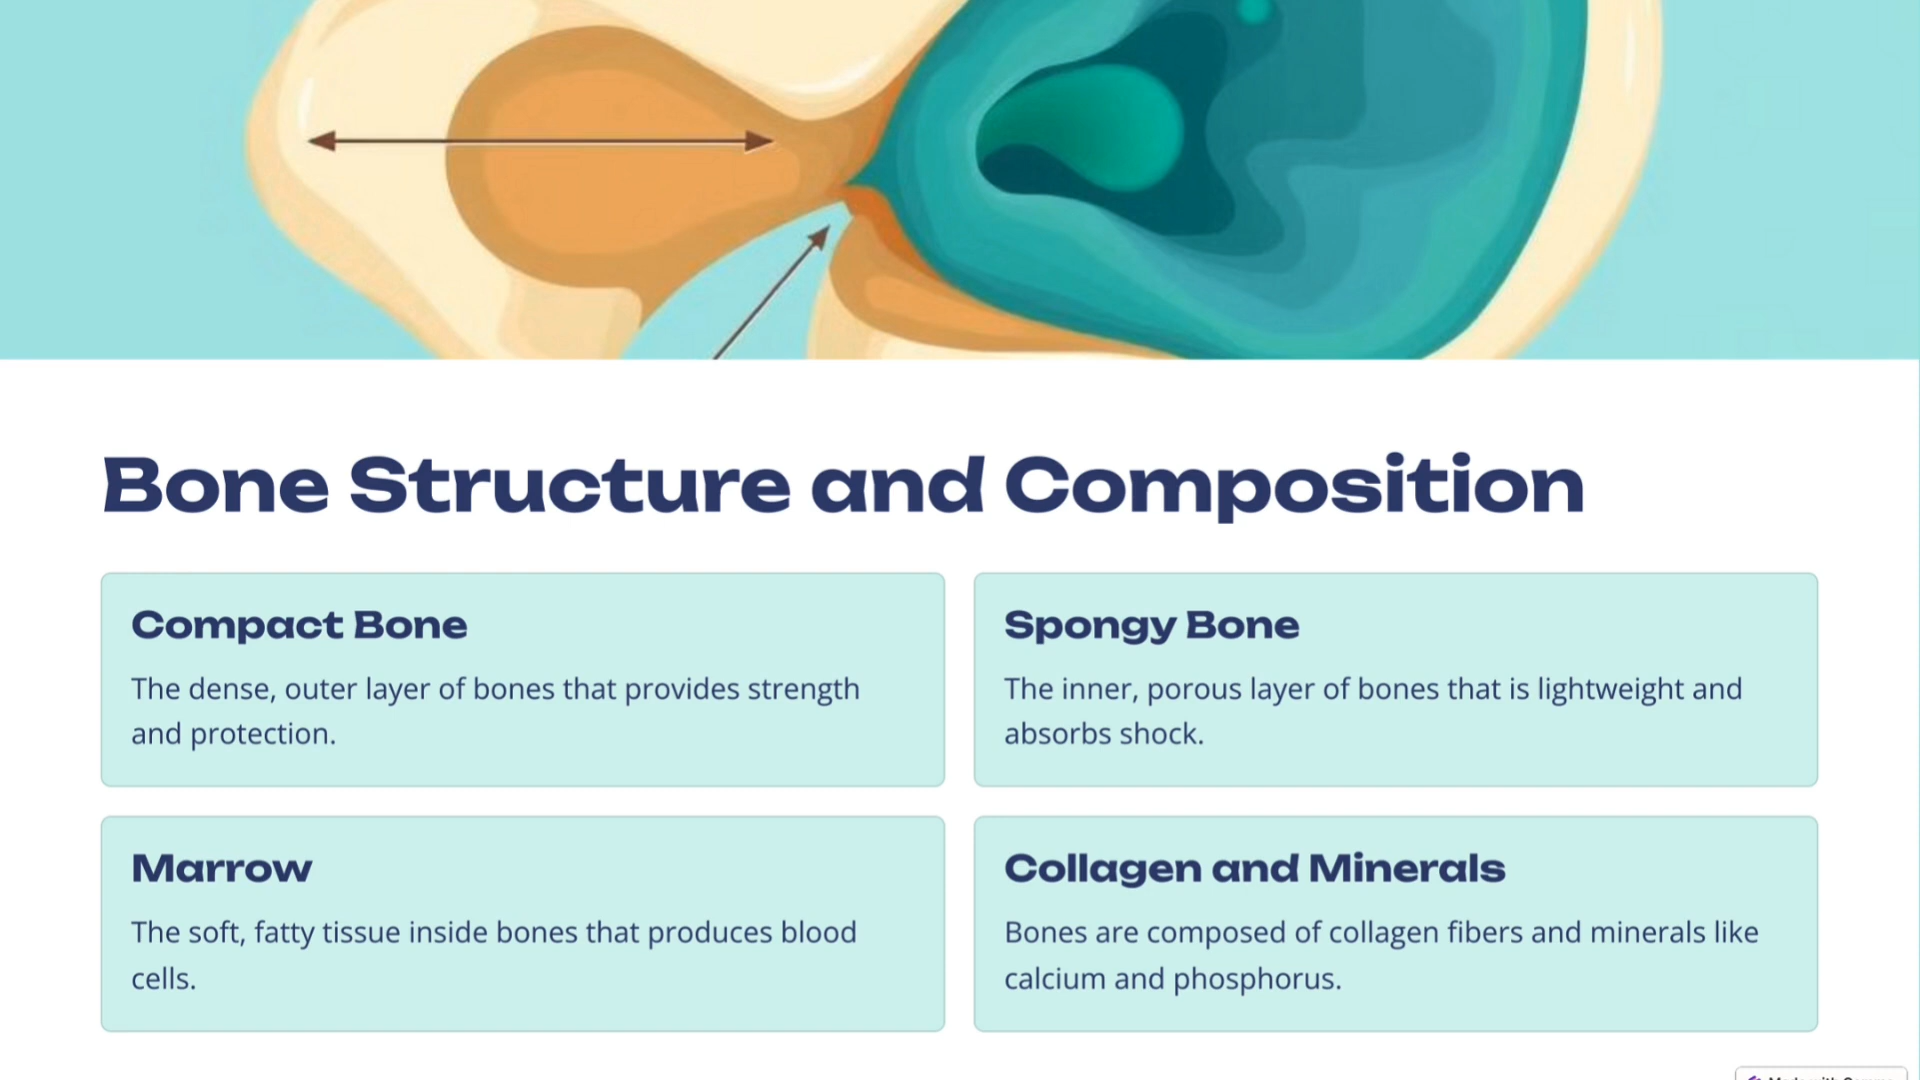 Bone Structure and Composition
Compact Bone
The dense, outer layer of bones that provides strength
and protection.
Spongy Bone
The inner, porous layer of bones that is lightweight and
absorbs shock.
Marrow
The soft, fatty tissue inside bones that produces blood
cells.
Collagen and Minerals
Bones are composed of collagen fibers and minerals like
calcium and phosphorus.